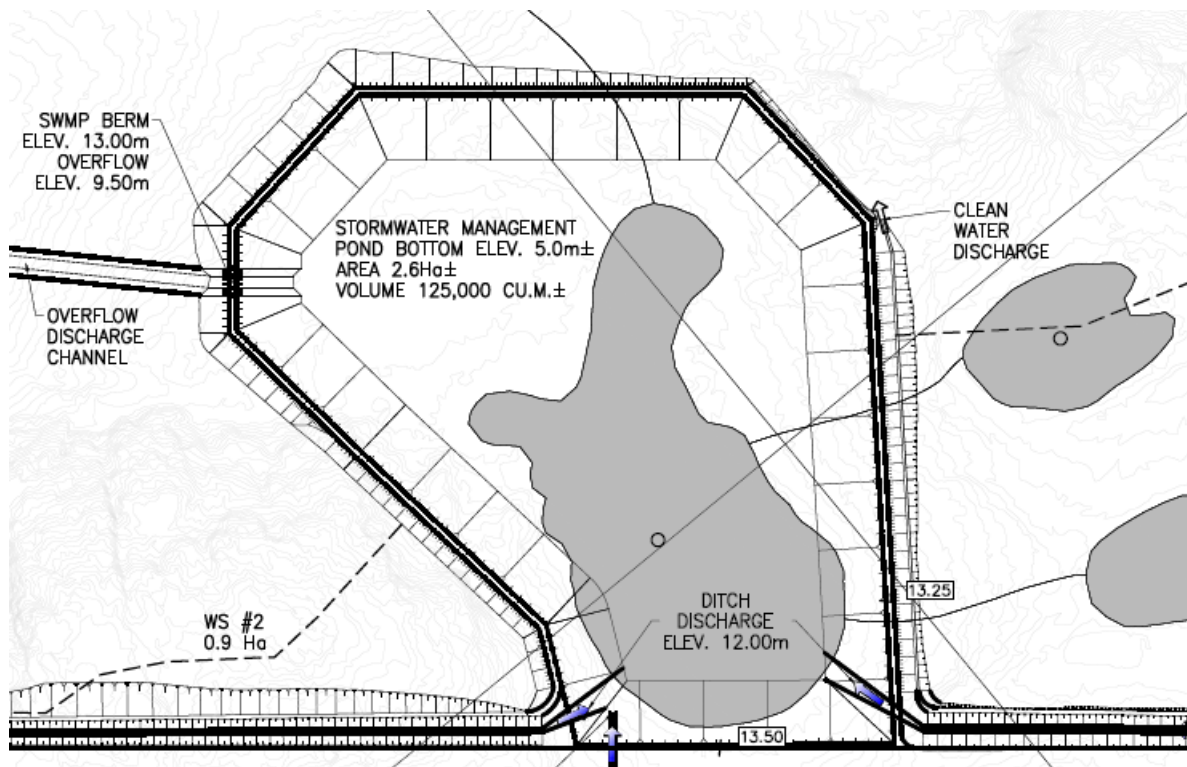 SWMP BERM
ELEV. 13.00m
OVERFLOW
ELEV. 9.50m
STORMWATER MANAGEMENT
POND BOTTOM ELEV. 5.0m±
AREA 2.6Ha±
VOLUME 125,000 CU.M.±
CLEAN
WATER
DISCHARGE
OVERFLOW
DISCHARGE
CHANNEL
WS #2
0.9 Ha
DITCH
DISCHARGE
ELEV. 12.00m
13.25
13.50